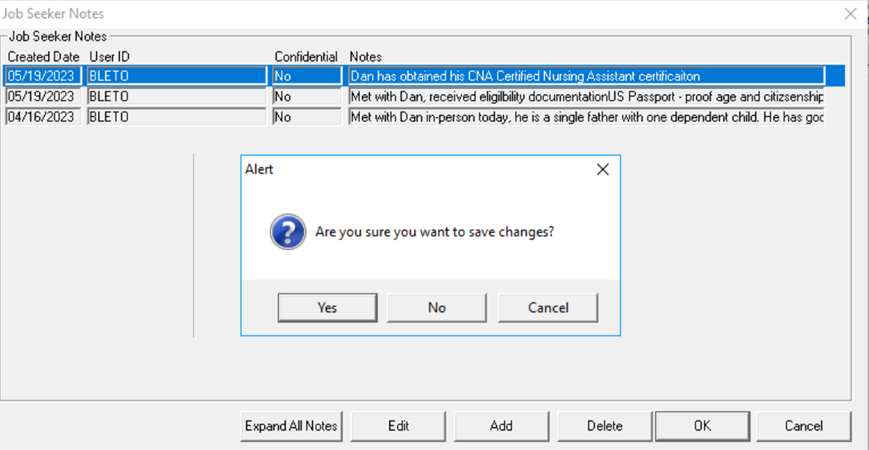 Job Seeker Notes
Job Seeker Notes
Created Date User ID Confidential Notes
05/19/2023 BLETO No Dan has obtained his CNA Certified Nursing Assistant certificaiton
05/19/2023 BLETO No Met with Dan, received eligilbility documentationUS Passport - proof age and citizsenship
04/16/2023 BLETO No Met with Dan in-person today, he is a single father with one dependent child. He has goo
Alert
Are you sure you want to save changes?
Yes No Cancel
Expand All Notes Edit Add Delete OK Cancel